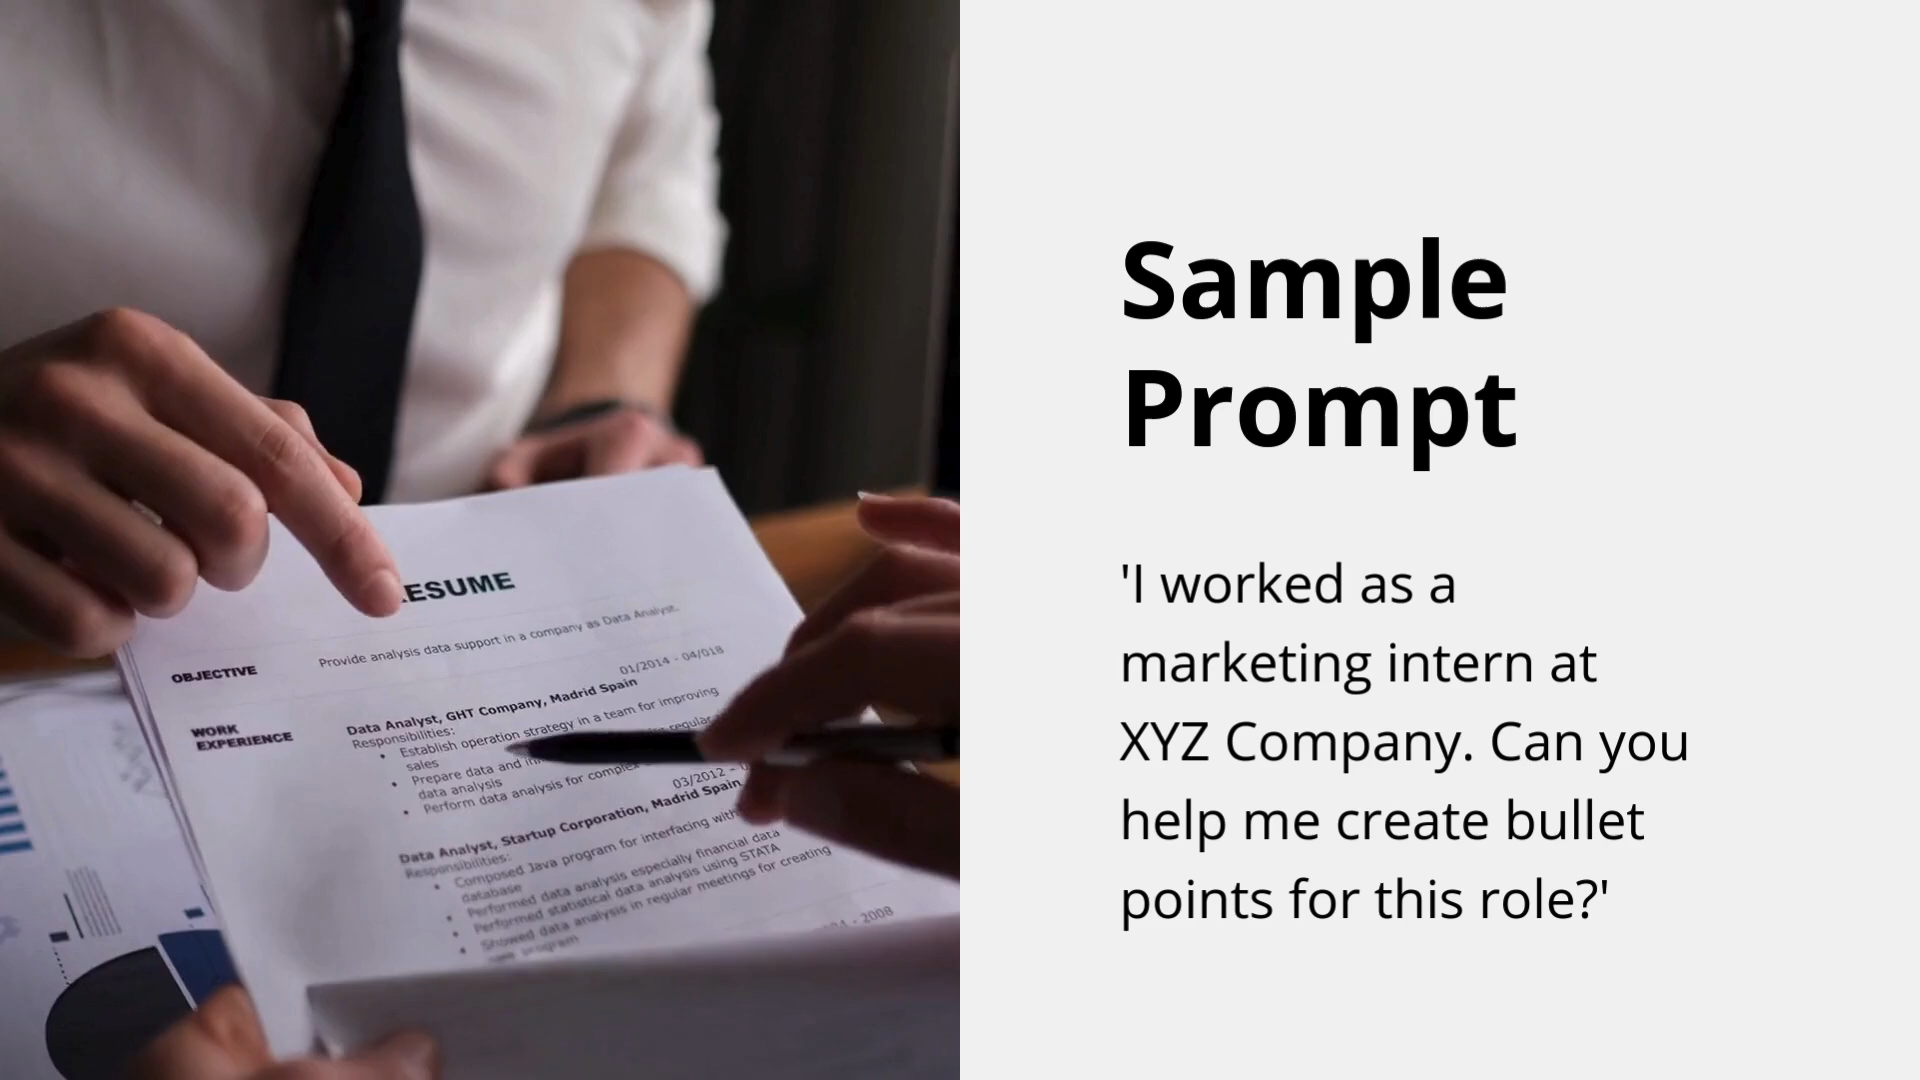 RESUME
OBJECTIVE
Provide analysis data support in a company as Data Analyst.
01/2014 - 04/018
WORK
EXPERIENCE
Data Analyst, GHT Company, Madrid Spain
Responsibilities:
• Establish operation strategy in a team for improving
sales
• Prepare data and
regular
data analysis
• Perform data analysis for complex
03/2012 -
Data Analyst, Startup Corporation, Madrid Spain
Responsibilities:
• Composed Java program for interfacing with
database
• Performed data analysis especially financial data
• Performed statistical data analysis using STATA
• Showed data analysis in regular meetings for creating
new program
- 2008
Sample
Prompt
'I worked as a
marketing intern at
XYZ Company. Can you
help me create bullet
points for this role?'